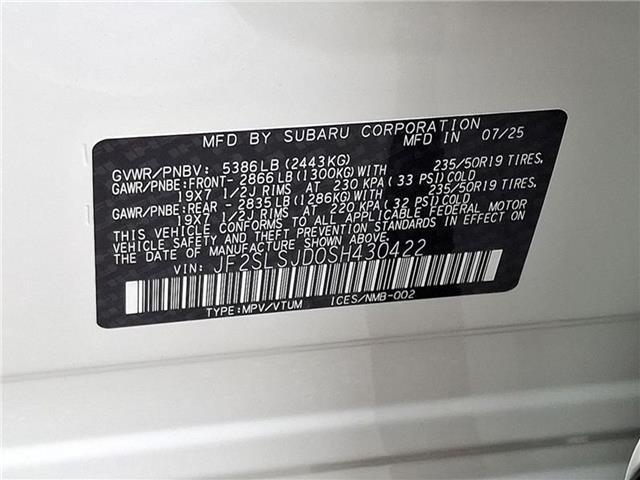 MFD BY SUBARU CORPORATION MFD IN 07/25
GVWR/PNBV: 5386LB(2443KG)
GAWR/PNBE:FRONT- 2866LB(1300KG)WITH 235/50R19 TIRES,
19X7 1/2J RIMS AT 230 KPA(33 PSI)COLD
GAWR/PNBE:REAR - 2835LB(1286KG)WITH 235/50R19 TIRES,
19X7 1/2J RIMS AT 220 KPA(32 PSI)COLD
THIS VEHICLE CONFORMS TO ALL APPLICABLE FEDERAL MOTOR
VEHICLE SAFETY AND BUMPER STANDARDS IN EFFECT ON
THE DATE OF MANUFACTURE SHOWN ABOVE.
VIN: JF2SLSJD0SH430422
TYPE:MPV/VTUM ICES/NMB-002